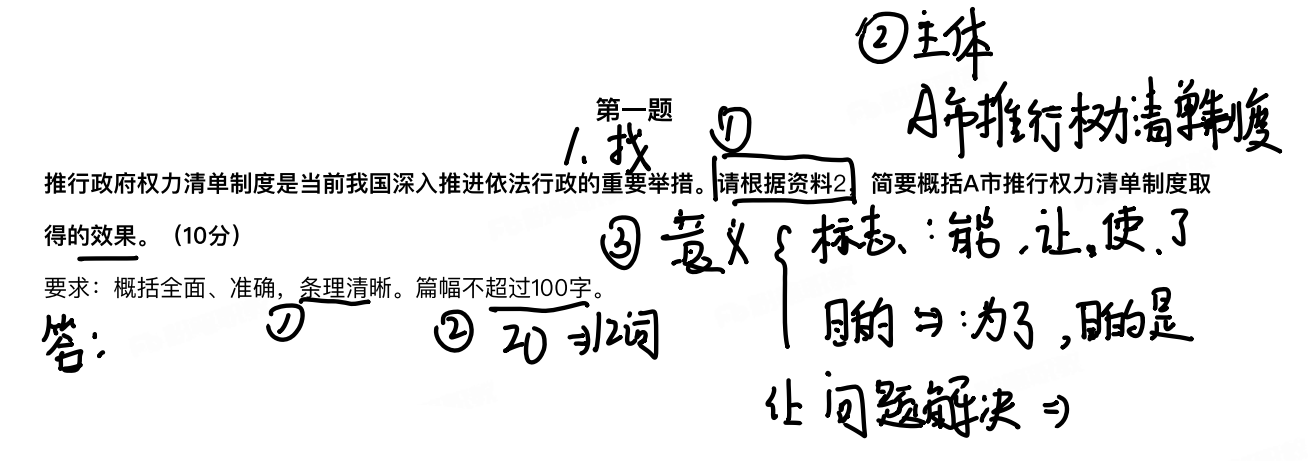 ②主体
A市推行权力清单制度
第一题
1.找 ①
推行政府权力清单制度是当前我国深入推进依法行政的重要举措。请根据资料2，简要概括A市推行权力清单制度取
得的效果。（10分）
③ 意义 { 标志、：能，让，使，了
要求：概括全面、准确，条理清晰。篇幅不超过100字。
目的 ⇒：为了，目的是
答： ① ② 20 ⇒12词
让问题解决 ⇒